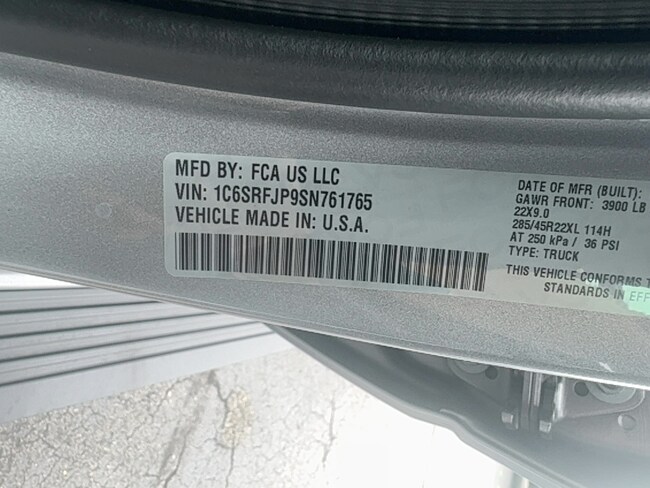 MFD BY: FCA US LLC
VIN: 1C6SRFJP9SN761765
VEHICLE MADE IN: U.S.A.
DATE OF MFR (BUILT):
GAWR FRONT: 3900 LB
22X9.0
285/45R22XL 114H
AT 250 kPa / 36 PSI
TYPE: TRUCK
THIS VEHICLE CONFORMS T
STANDARDS IN EFF